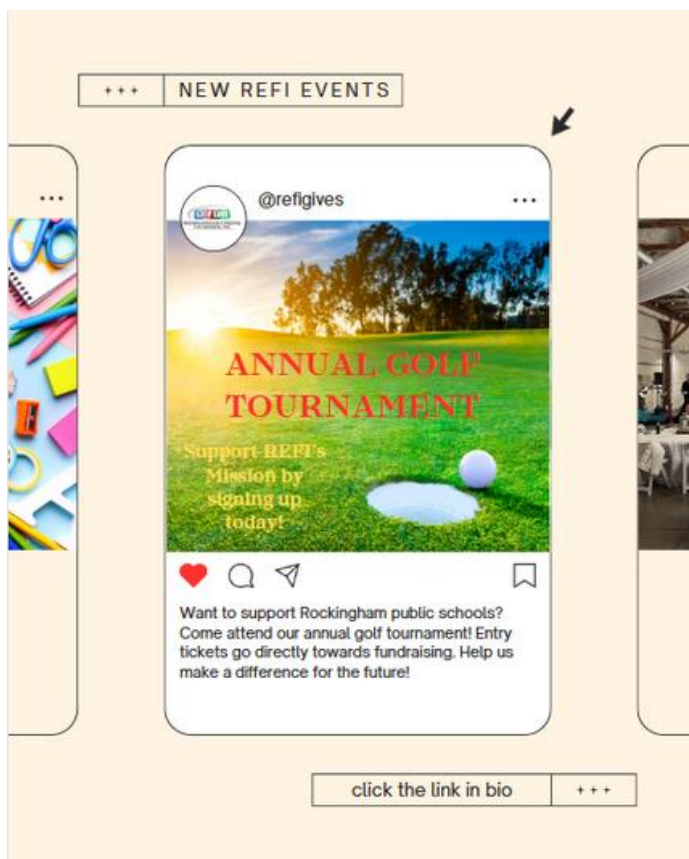 + + +
NEW REFI EVENTS
@refigives
ANNUAL GOLF
TOURNAMENT
Support REFI's
Mission by
signing up
today!
Want to support Rockingham public schools?
Come attend our annual golf tournament! Entry
tickets go directly towards fundraising. Help us
make a difference for the future!
click the link in bio
+ + +